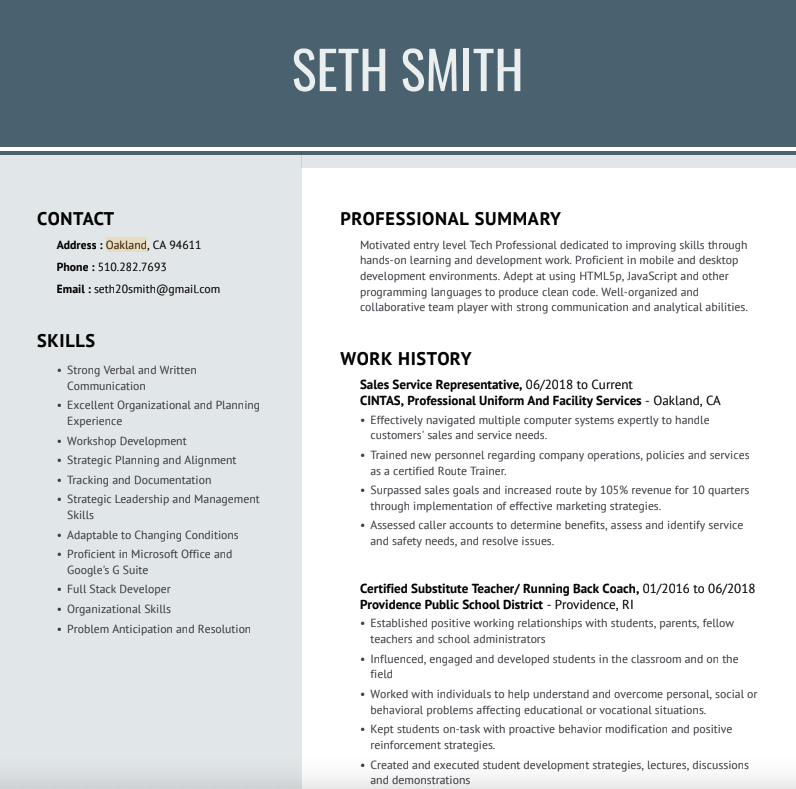 SETH SMITH
CONTACT
Address : Oakland, CA 94611
Phone : 510.282.7693
Email : seth20smith@gmail.com
SKILLS
• Strong Verbal and Written
Communication
• Excellent Organizational and Planning
Experience
• Workshop Development
• Strategic Planning and Alignment
• Tracking and Documentation
• Strategic Leadership and Management
Skills
• Adaptable to Changing Conditions
• Proficient in Microsoft Office and
Google's G Suite
• Full Stack Developer
• Organizational Skills
• Problem Anticipation and Resolution
PROFESSIONAL SUMMARY
Motivated entry level Tech Professional dedicated to improving skills through
hands-on learning and development work. Proficient in mobile and desktop
development environments. Adept at using HTML5p, JavaScript and other
programming languages to produce clean code. Well-organized and
collaborative team player with strong communication and analytical abilities.
WORK HISTORY
Sales Service Representative, 06/2018 to Current
CINTAS, Professional Uniform And Facility Services - Oakland, CA
• Effectively navigated multiple computer systems expertly to handle
customers' sales and service needs.
• Trained new personnel regarding company operations, policies and services
as a certified Route Trainer.
• Surpassed sales goals and increased route by 105% revenue for 10 quarters
through implementation of effective marketing strategies.
• Assessed caller accounts to determine benefits, assess and identify service
and safety needs, and resolve issues.
Certified Substitute Teacher/ Running Back Coach, 01/2016 to 06/2018
Providence Public School District - Providence, RI
• Established positive working relationships with students, parents, fellow
teachers and school administrators
• Influenced, engaged and developed students in the classroom and on the
field
• Worked with individuals to help understand and overcome personal, social or
behavioral problems affecting educational or vocational situations.
• Kept students on-task with proactive behavior modification and positive
reinforcement strategies.
• Created and executed student development strategies, lectures, discussions
and demonstrations